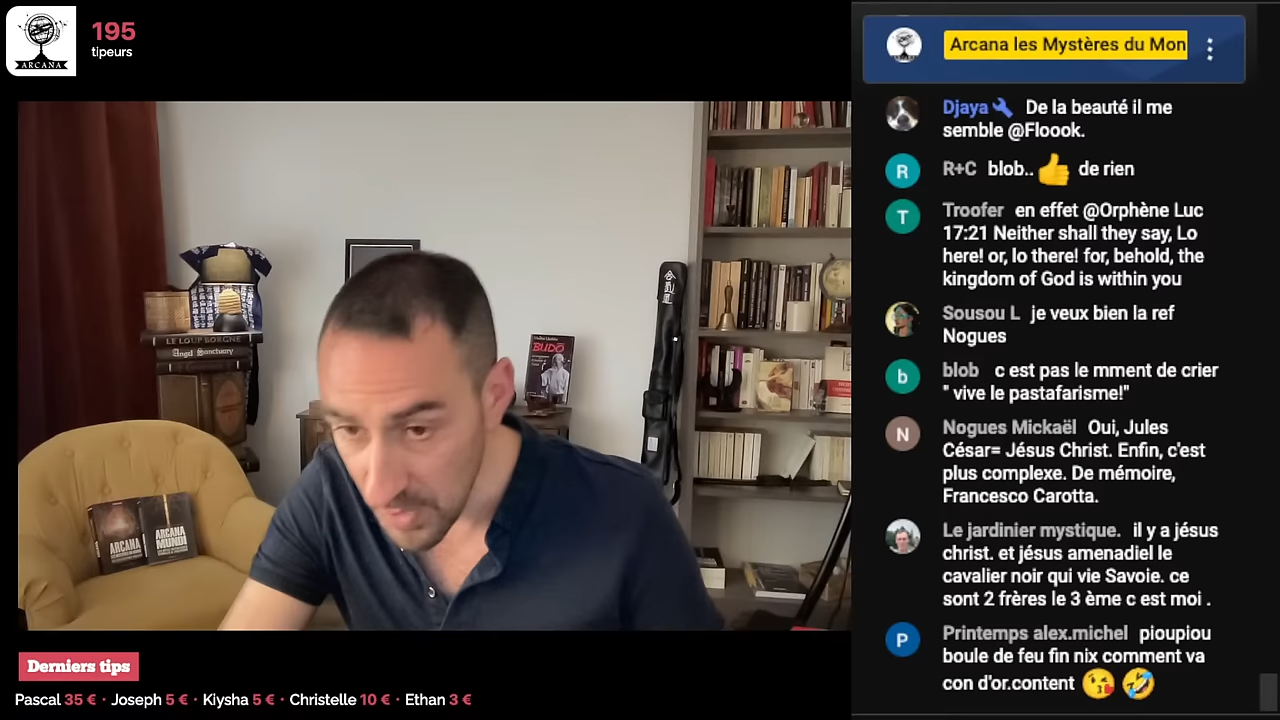 ARCANA
195
tipeurs
LE LOUP BORGNE
Angel Sanctuary
BUDO
ARCANA
ARCANA
MUNDI
Derniers tips
Pascal 35 € · Joseph 5 € · Kiysha 5 € · Christelle 10 € · Ethan 3 €
Arcana les Mystères du Mon
Djaya De la beauté il me
semble @Floook.
R
R+C blob.. 👍 de rien
T
Troofer en effet @Orphène Luc
17:21 Neither shall they say, Lo
here! or, lo there! for, behold, the
kingdom of God is within you
Sousou L je veux bien la ref
Nogues
b
blob c est pas le mment de crier
" vive le pastafarisme!"
N
Nogues Mickaël Oui, Jules
César= Jésus Christ. Enfin, c'est
plus complexe. De mémoire,
Francesco Carotta.
Le jardinier mystique. il y a jésus
christ. et jésus amenadiel le
cavalier noir qui vie Savoie. ce
sont 2 frères le 3 ème c est moi .
P
Printemps alex.michel pioupiou
boule de feu fin nix comment va
con d'or.content 😘 🤣